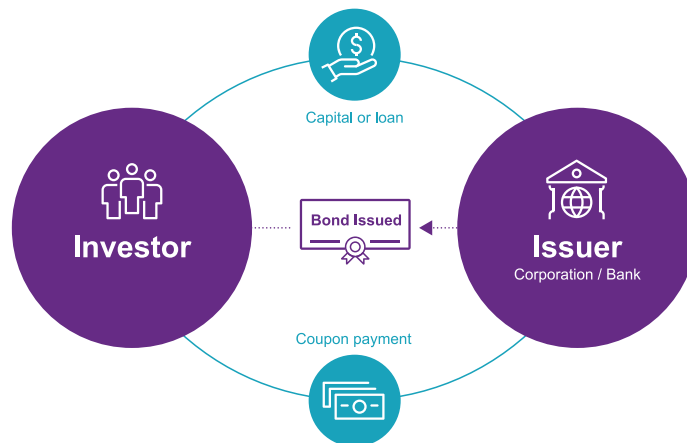 $
Capital or loan
Bond Issued
Investor
Issuer
Corporation / Bank
Coupon payment